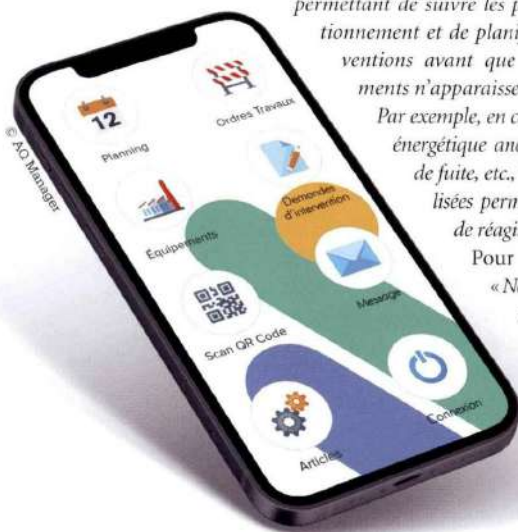 permettant de suivre les p
tionnement et de plani
ventions avant que
ments n'apparaisse
Par exemple, en c
énergétique ano
de fuite, etc.,
lisées perm
de réagi
Pour
« N
© AQ Manager
12
Planning
Ordres Travaux
Équipements
Demandes
d'intervention
Scan QR Code
Message
Articles
Connexion